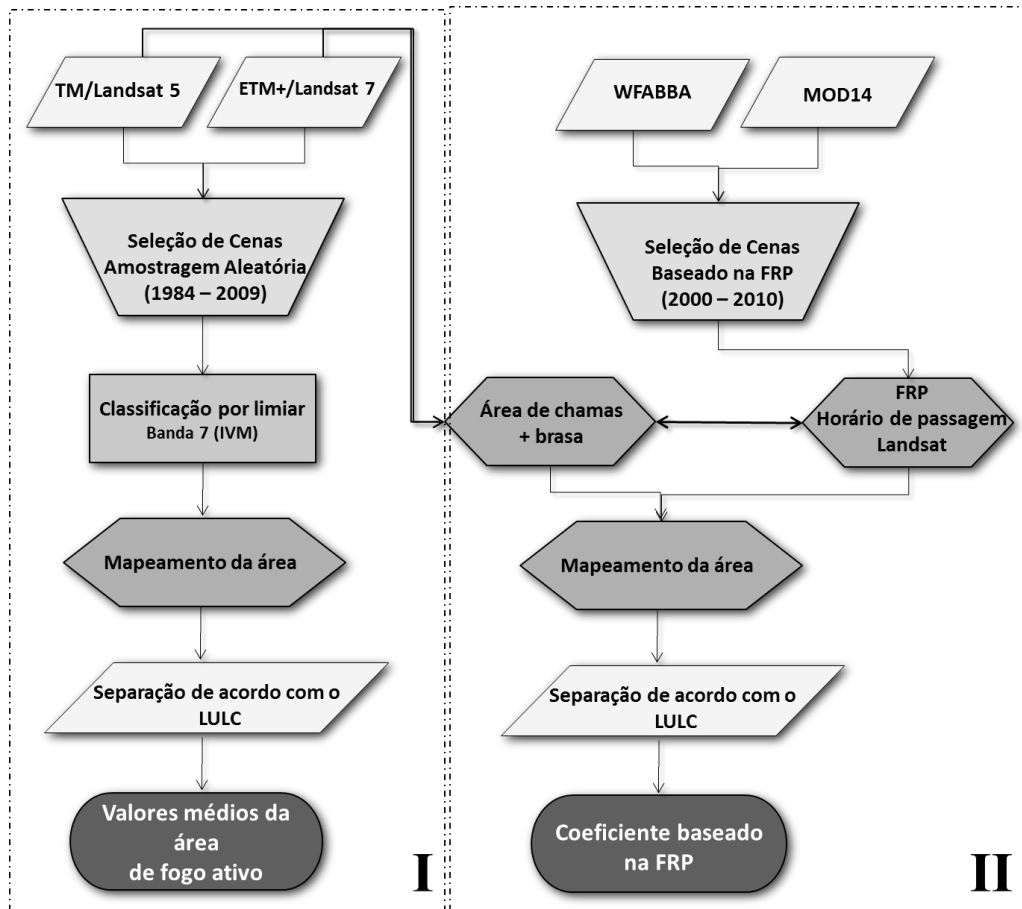 TM/Landsat 5
ETM+/Landsat 7
Seleção de Cenas
Amostragem Aleatória
(1984 – 2009)
Classificação por limiar
Banda 7 (IVM)
Mapeamento da área
Separação de acordo com o
LULC
Valores médios da
área
de fogo ativo
I
WFABBA
MOD14
Seleção de Cenas
Baseado na FRP
(2000 – 2010)
Área de chamas
+ brasa
FRP
Horário de passagem
Landsat
Mapeamento da área
Separação de acordo com o
LULC
Coeficiente baseado
na FRP
II